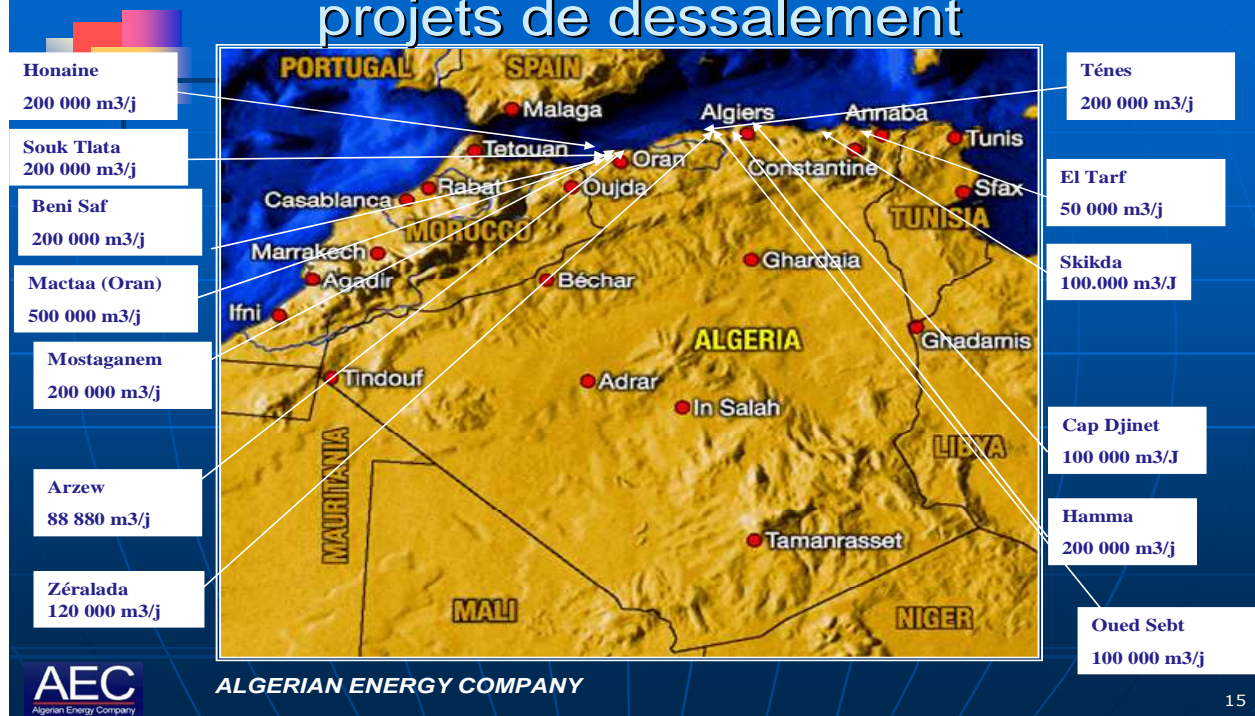 projets de dessalement
Honaine
200 000 m3/j
Souk Tlata
200 000 m3/j
Beni Saf
200 000 m3/j
Mactaa (Oran)
500 000 m3/j
Mostaganem
200 000 m3/j
Arzew
88 880 m3/j
Zéralada
120 000 m3/j
PORTUGAL
SPAIN
Malaga
Algiers
Annaba
Tetouan
Oran
Constantine
Tunis
Rabat
Oujda
Sfax
Casablanca
MOROCCO
TUNISIA
Marrakech
Ghardaia
Agadir
Béchar
Ifni
ALGERIA
Ghadamis
Tindouf
Adrar
In Salah
LIBYA
MAURITANIA
Tamanrasset
MALI
NIGER
Ténes
200 000 m3/j
El Tarf
50 000 m3/j
Skikda
100.000 m3/J
Cap Djinet
100 000 m3/J
Hamma
200 000 m3/j
Oued Sebt
100 000 m3/j
AEC
Algerian Energy Company
ALGERIAN ENERGY COMPANY
15